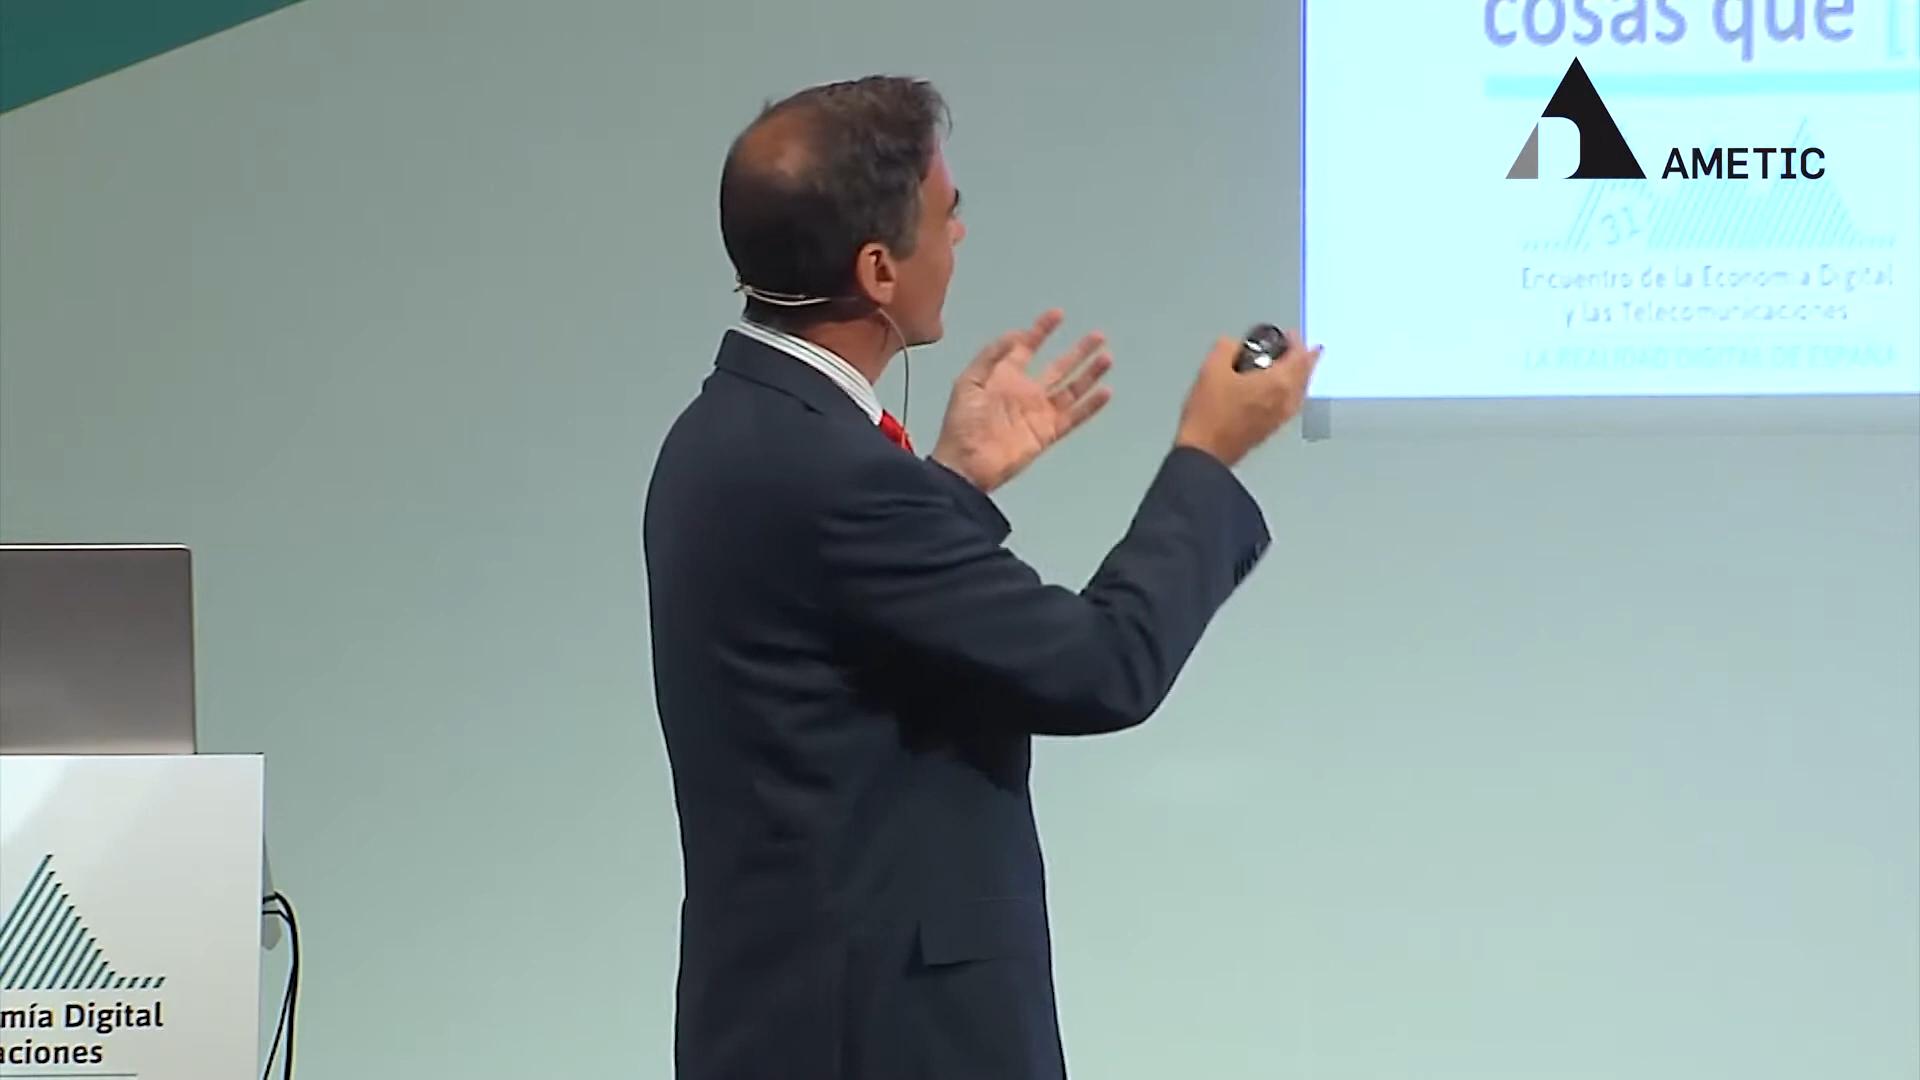 cosas que
AMETIC
31
Encuentro de la Economía Digital
y las Telecomunicaciones
LA REALIDAD DIGITAL DE ESPAÑA
mía Digital
aciones